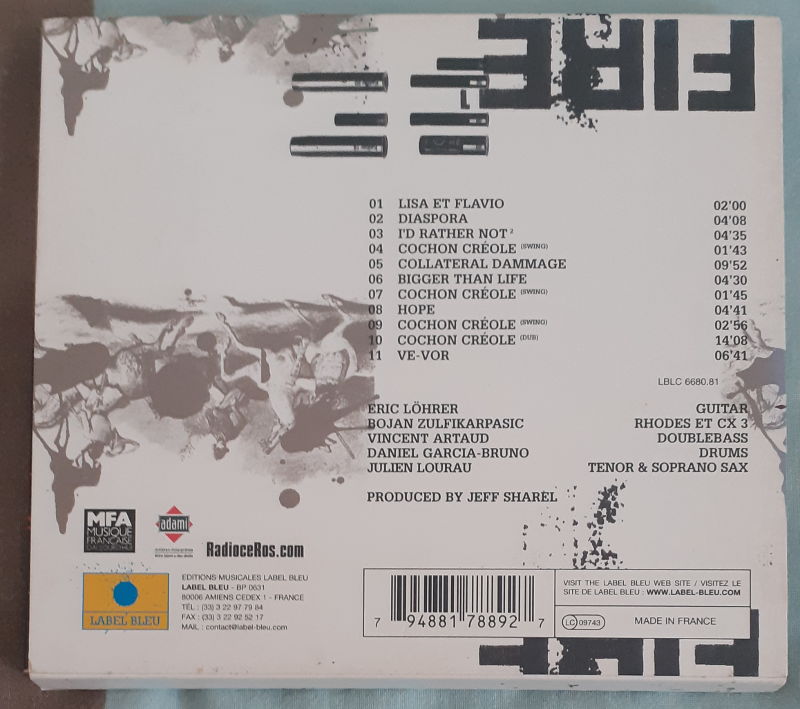 FIRE
01 LISA ET FLAVIO 02'00
02 DIASPORA 04'08
03 I'D RATHER NOT ² 04'35
04 COCHON CRÉOLE (SWING) 01'43
05 COLLATERAL DAMMAGE 09'52
06 BIGGER THAN LIFE 04'30
07 COCHON CRÉOLE (SWING) 01'45
08 HOPE 04'41
09 COCHON CRÉOLE (SWING) 02'56
10 COCHON CRÉOLE (DUB) 14'08
11 VE-VOR 06'41
LBLC 6680.81
ERIC LÖHRER GUITAR
BOJAN ZULFIKARPASIC RHODES ET CX 3
VINCENT ARTAUD DOUBLEBASS
DANIEL GARCIA-BRUNO DRUMS
JULIEN LOURAU TENOR & SOPRANO SAX
PRODUCED BY JEFF SHAREL
MFA
MUSIQUE
FRANÇAISE
D'AUJOURD'HUI
adami
RadioceRos.com
LABEL BLEU
EDITIONS MUSICALES LABEL BLEU
LABEL BLEU - BP 0631
80006 AMIENS CEDEX 1 - FRANCE
TÉL : (33) 3 22 97 79 84
FAX : (33) 3 22 92 52 17
MAIL : contact@label-bleu.com
7 94881 78892 7
VISIT THE LABEL BLEU WEB SITE / VISITEZ LE
SITE DE LABEL BLEU : WWW.LABEL-BLEU.COM
LC 09743
MADE IN FRANCE
FIRE